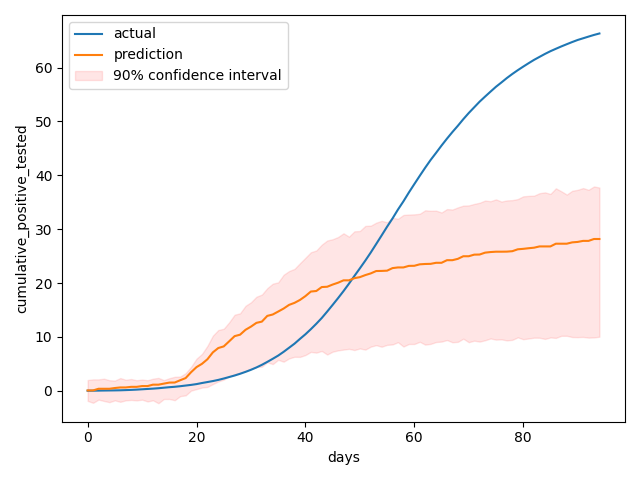 actual
prediction
90% confidence interval
cumulative_positive_tested
60
50
40
30
20
10
0
0 20 40 60 80
days